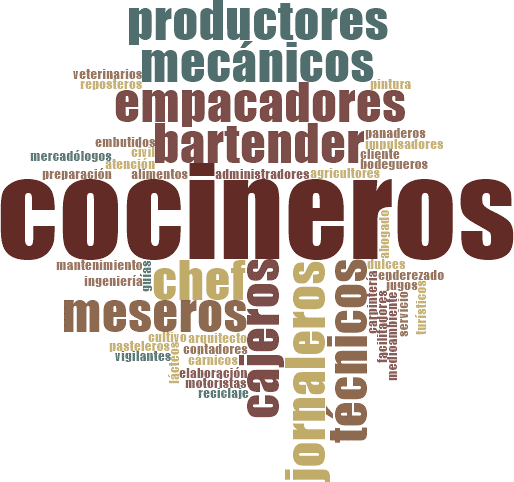 productores
mecánicos
veterinarios
reposteros
pintura
empacadores
bartender
embutidos
civil
panaderos
impulsadores
mercadólogos
atención
cliente
bodegueros
preparación
alimentos
administradores
agricultores
cocineros
abogado
mantenimiento
ingeniería
guías
chef
meseros
cajeros
jornaleros
técnicos
dulces
enderezado
jugos
carpintería
facilitadores
medioambiente
servicio
turísticos
cultivo
arquitecto
pasteleros
contadores
vigilantes
lácteos
cárnicos
elaboración
motoristas
reciclaje